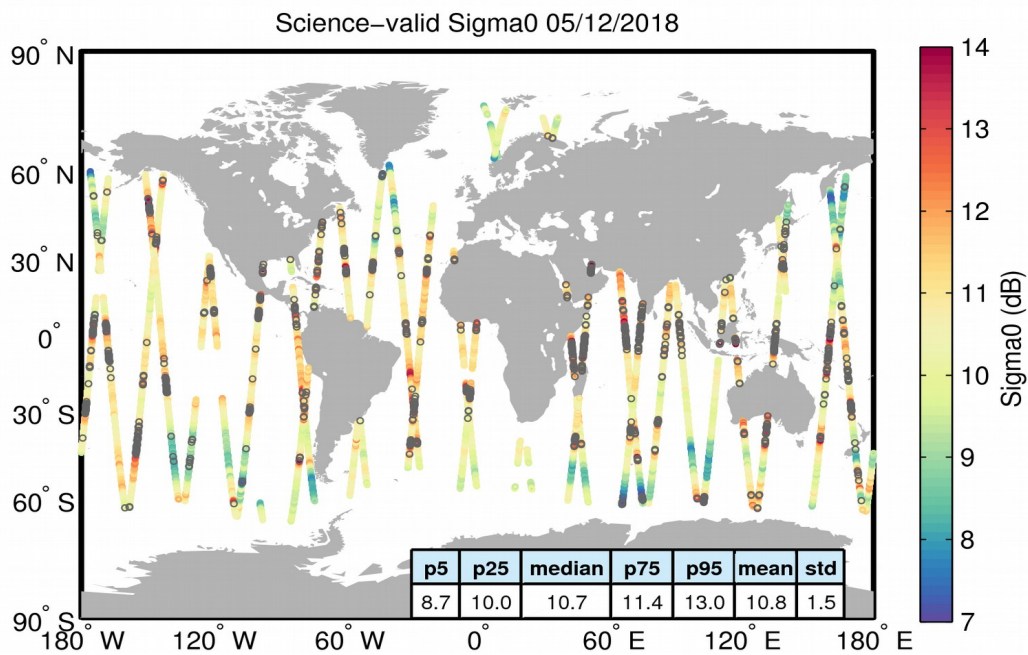 Science−valid Sigma0 05/12/2018
90° N
60° N
30° N
0°
30° S
60° S
90° S
180° W
120° W
60° W
0°
60° E
120° E
180° E
p5 p25 median p75 p95 mean std
8.7 10.0 10.7 11.4 13.0 10.8 1.5
14
13
12
11
10
9
8
7
Sigma0 (dB)